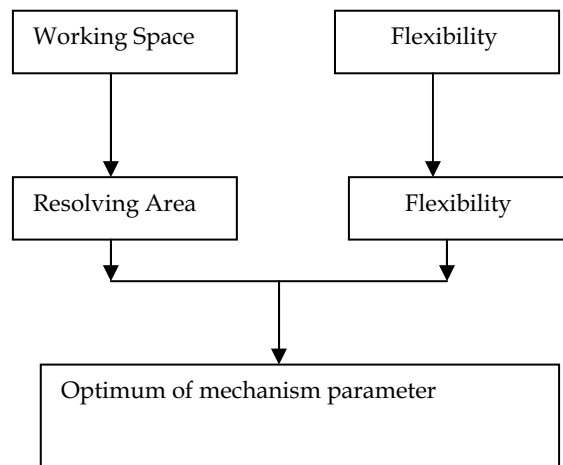 Working Space
Flexibility
Resolving Area
Flexibility
Optimum of mechanism parameter